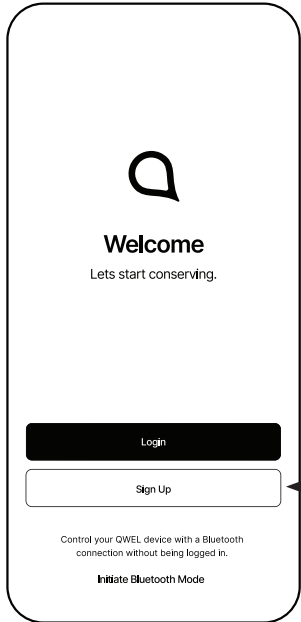 Welcome
Lets start conserving.
Login
Sign Up
Control your QWEL device with a Bluetooth
connection without being logged in.
Initiate Bluetooth Mode